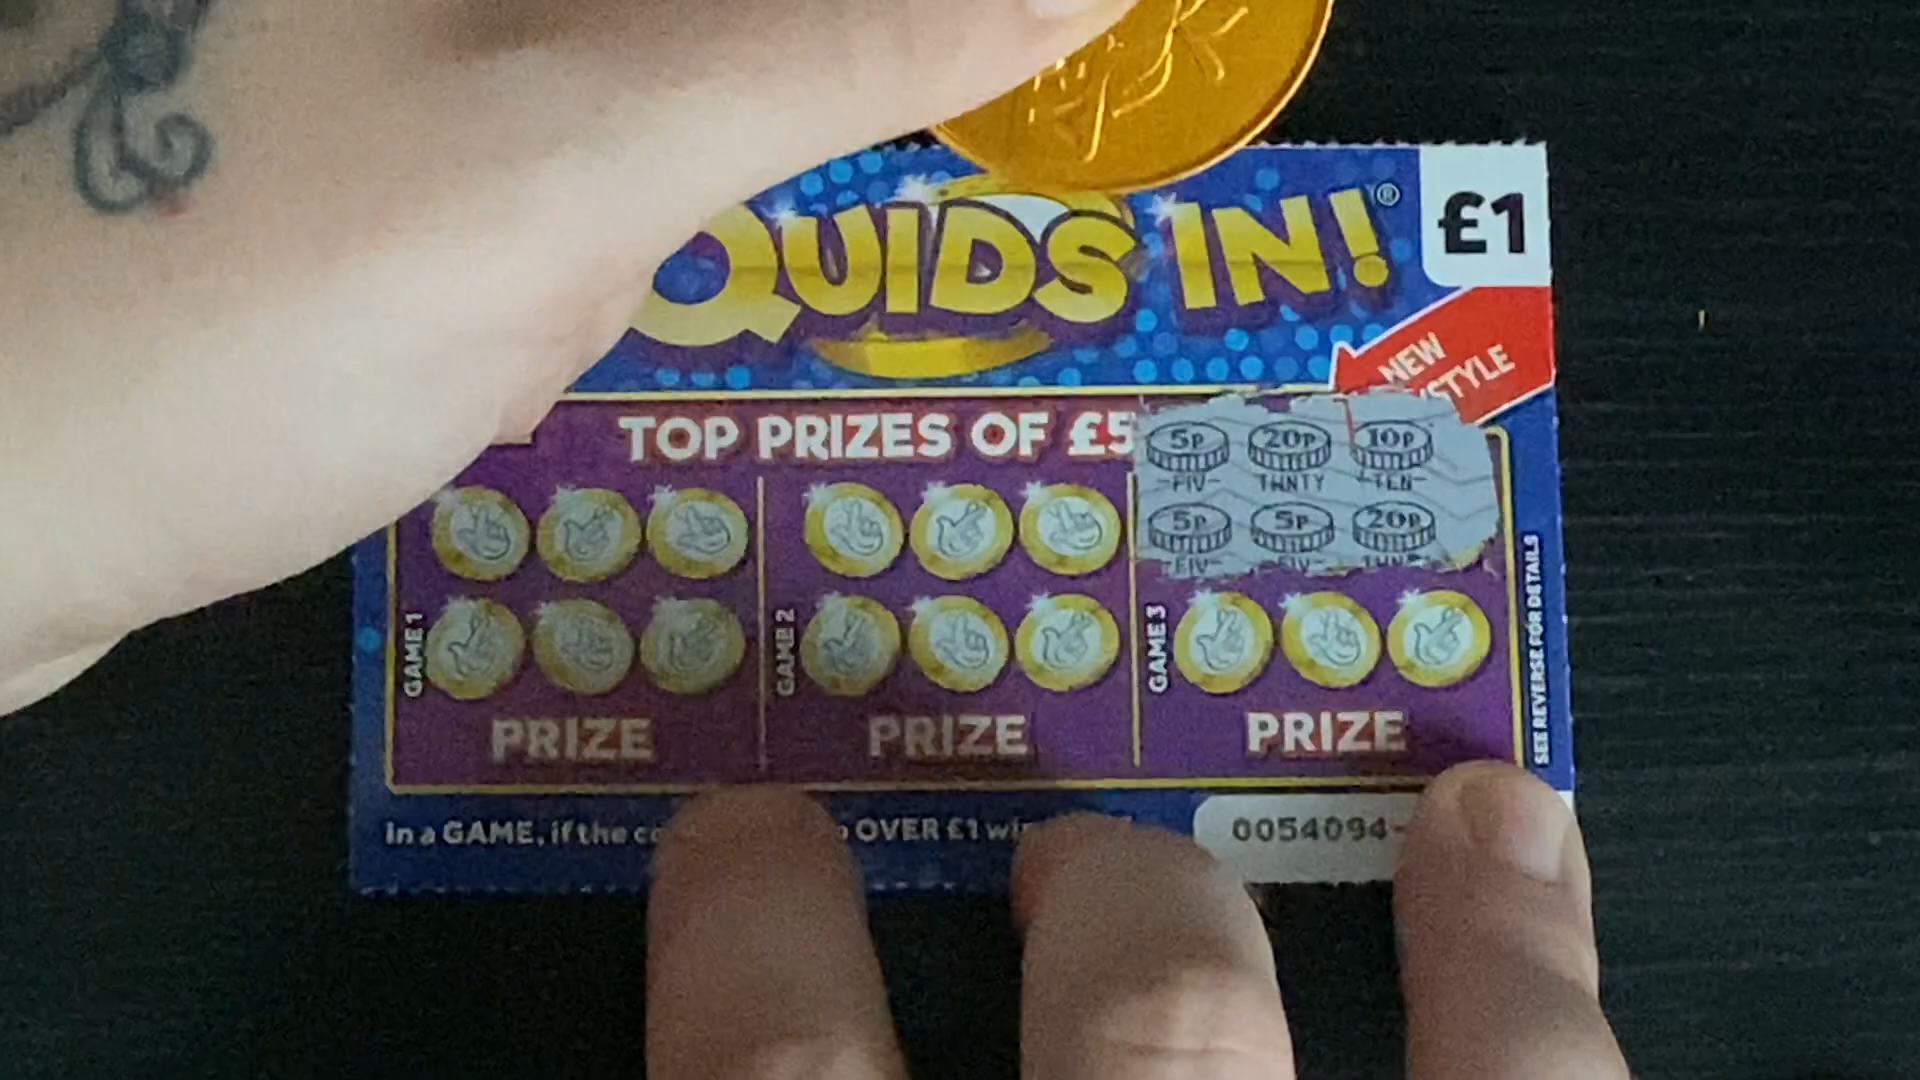 QUIDS IN!®
£1
NEW
STYLE
TOP PRIZES OF £5
5p 20p 10p
-FIV- TWNTY -TEN-
5p 5p 20p
-FIV- -FIV-
GAME 1
GAME 2
GAME 3
PRIZE PRIZE PRIZE
SEE REVERSE FOR DETAILS
In a GAME, if the OVER £1
0054094-